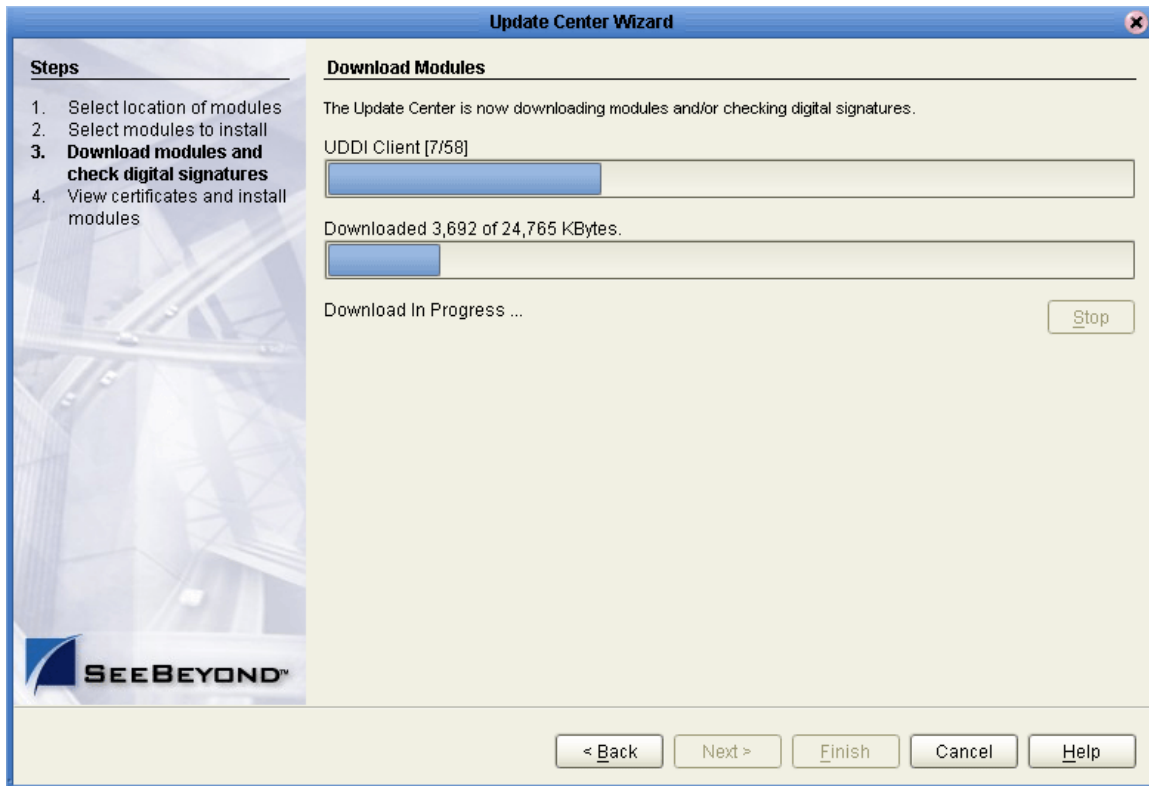 Update Center Wizard
Steps
1. Select location of modules
2. Select modules to install
3. Download modules and
check digital signatures
4. View certificates and install
modules
SEEBEYOND™
Download Modules
The Update Center is now downloading modules and/or checking digital signatures.
UDDI Client [7/58]
Downloaded 3,692 of 24,765 KBytes.
Download In Progress ...
Stop
< Back
Next >
Finish
Cancel
Help